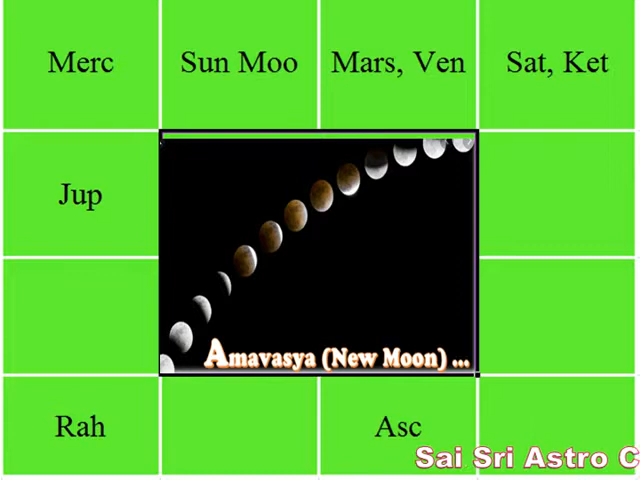 Merc
Sun Moo
Mars, Ven
Sat, Ket
Jup
Amavasya (New Moon) ...
Rah
Asc
Sai Sri Astro C